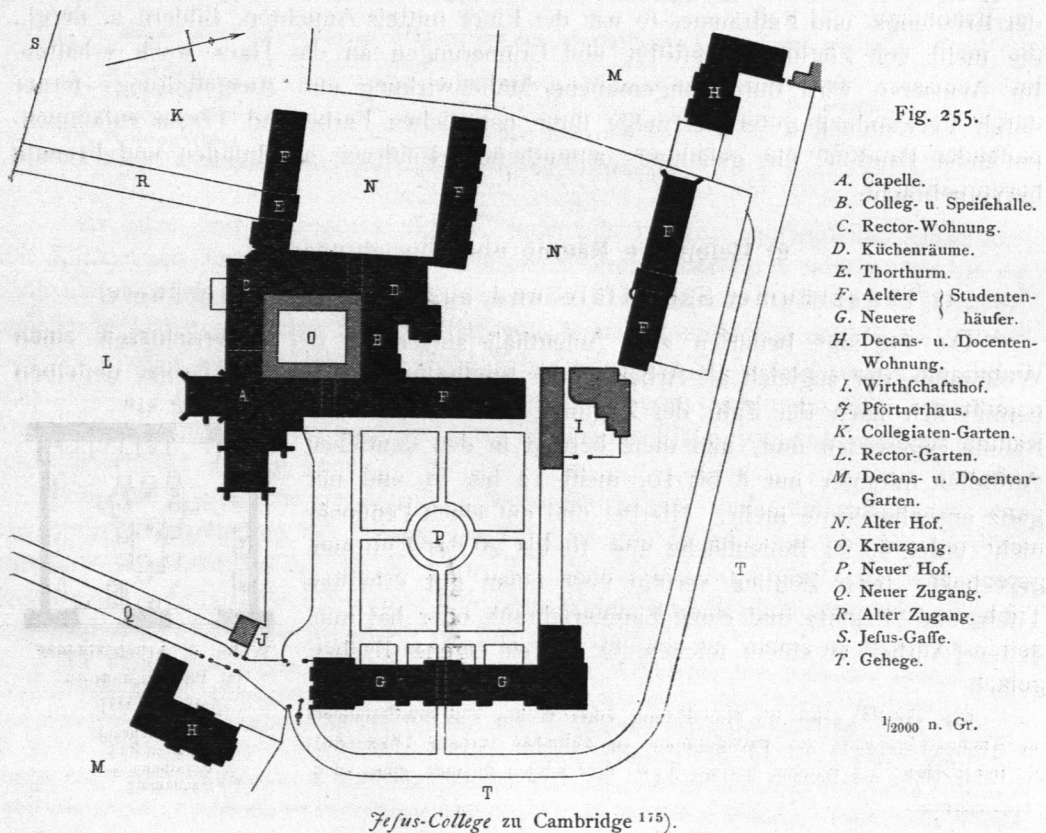 S
K
M
H
Fig. 255.
R
F
N
F
E
N
F
A. Capelle.
B. Colleg- u Speiſehalle.
C. Rector-Wohnung.
D. Küchenräume.
E. Thorthurm.
F. Aeltere } Studenten-
G. Neuere } häuſer.
H. Decans- u. Docenten-
Wohnung.
I. Wirthſchaftshof.
J. Pförtnerhaus.
K. Collegiaten-Garten
L. Rector-Garten.
M. Decans- u. Docenten-
Garten.
N. Alter Hof.
O. Kreuzgang.
P. Neuer Hof.
Q. Neuer Zugang.
R. Alter Zugang.
S. Jeſus-Gaſſe.
T. Gehege.
1/2000 n. Gr.
C
D
O
B
F
L
A
F
I
P
T
Q
J
G
G
H
M
T
Jeſus-College zu Cambridge 175).